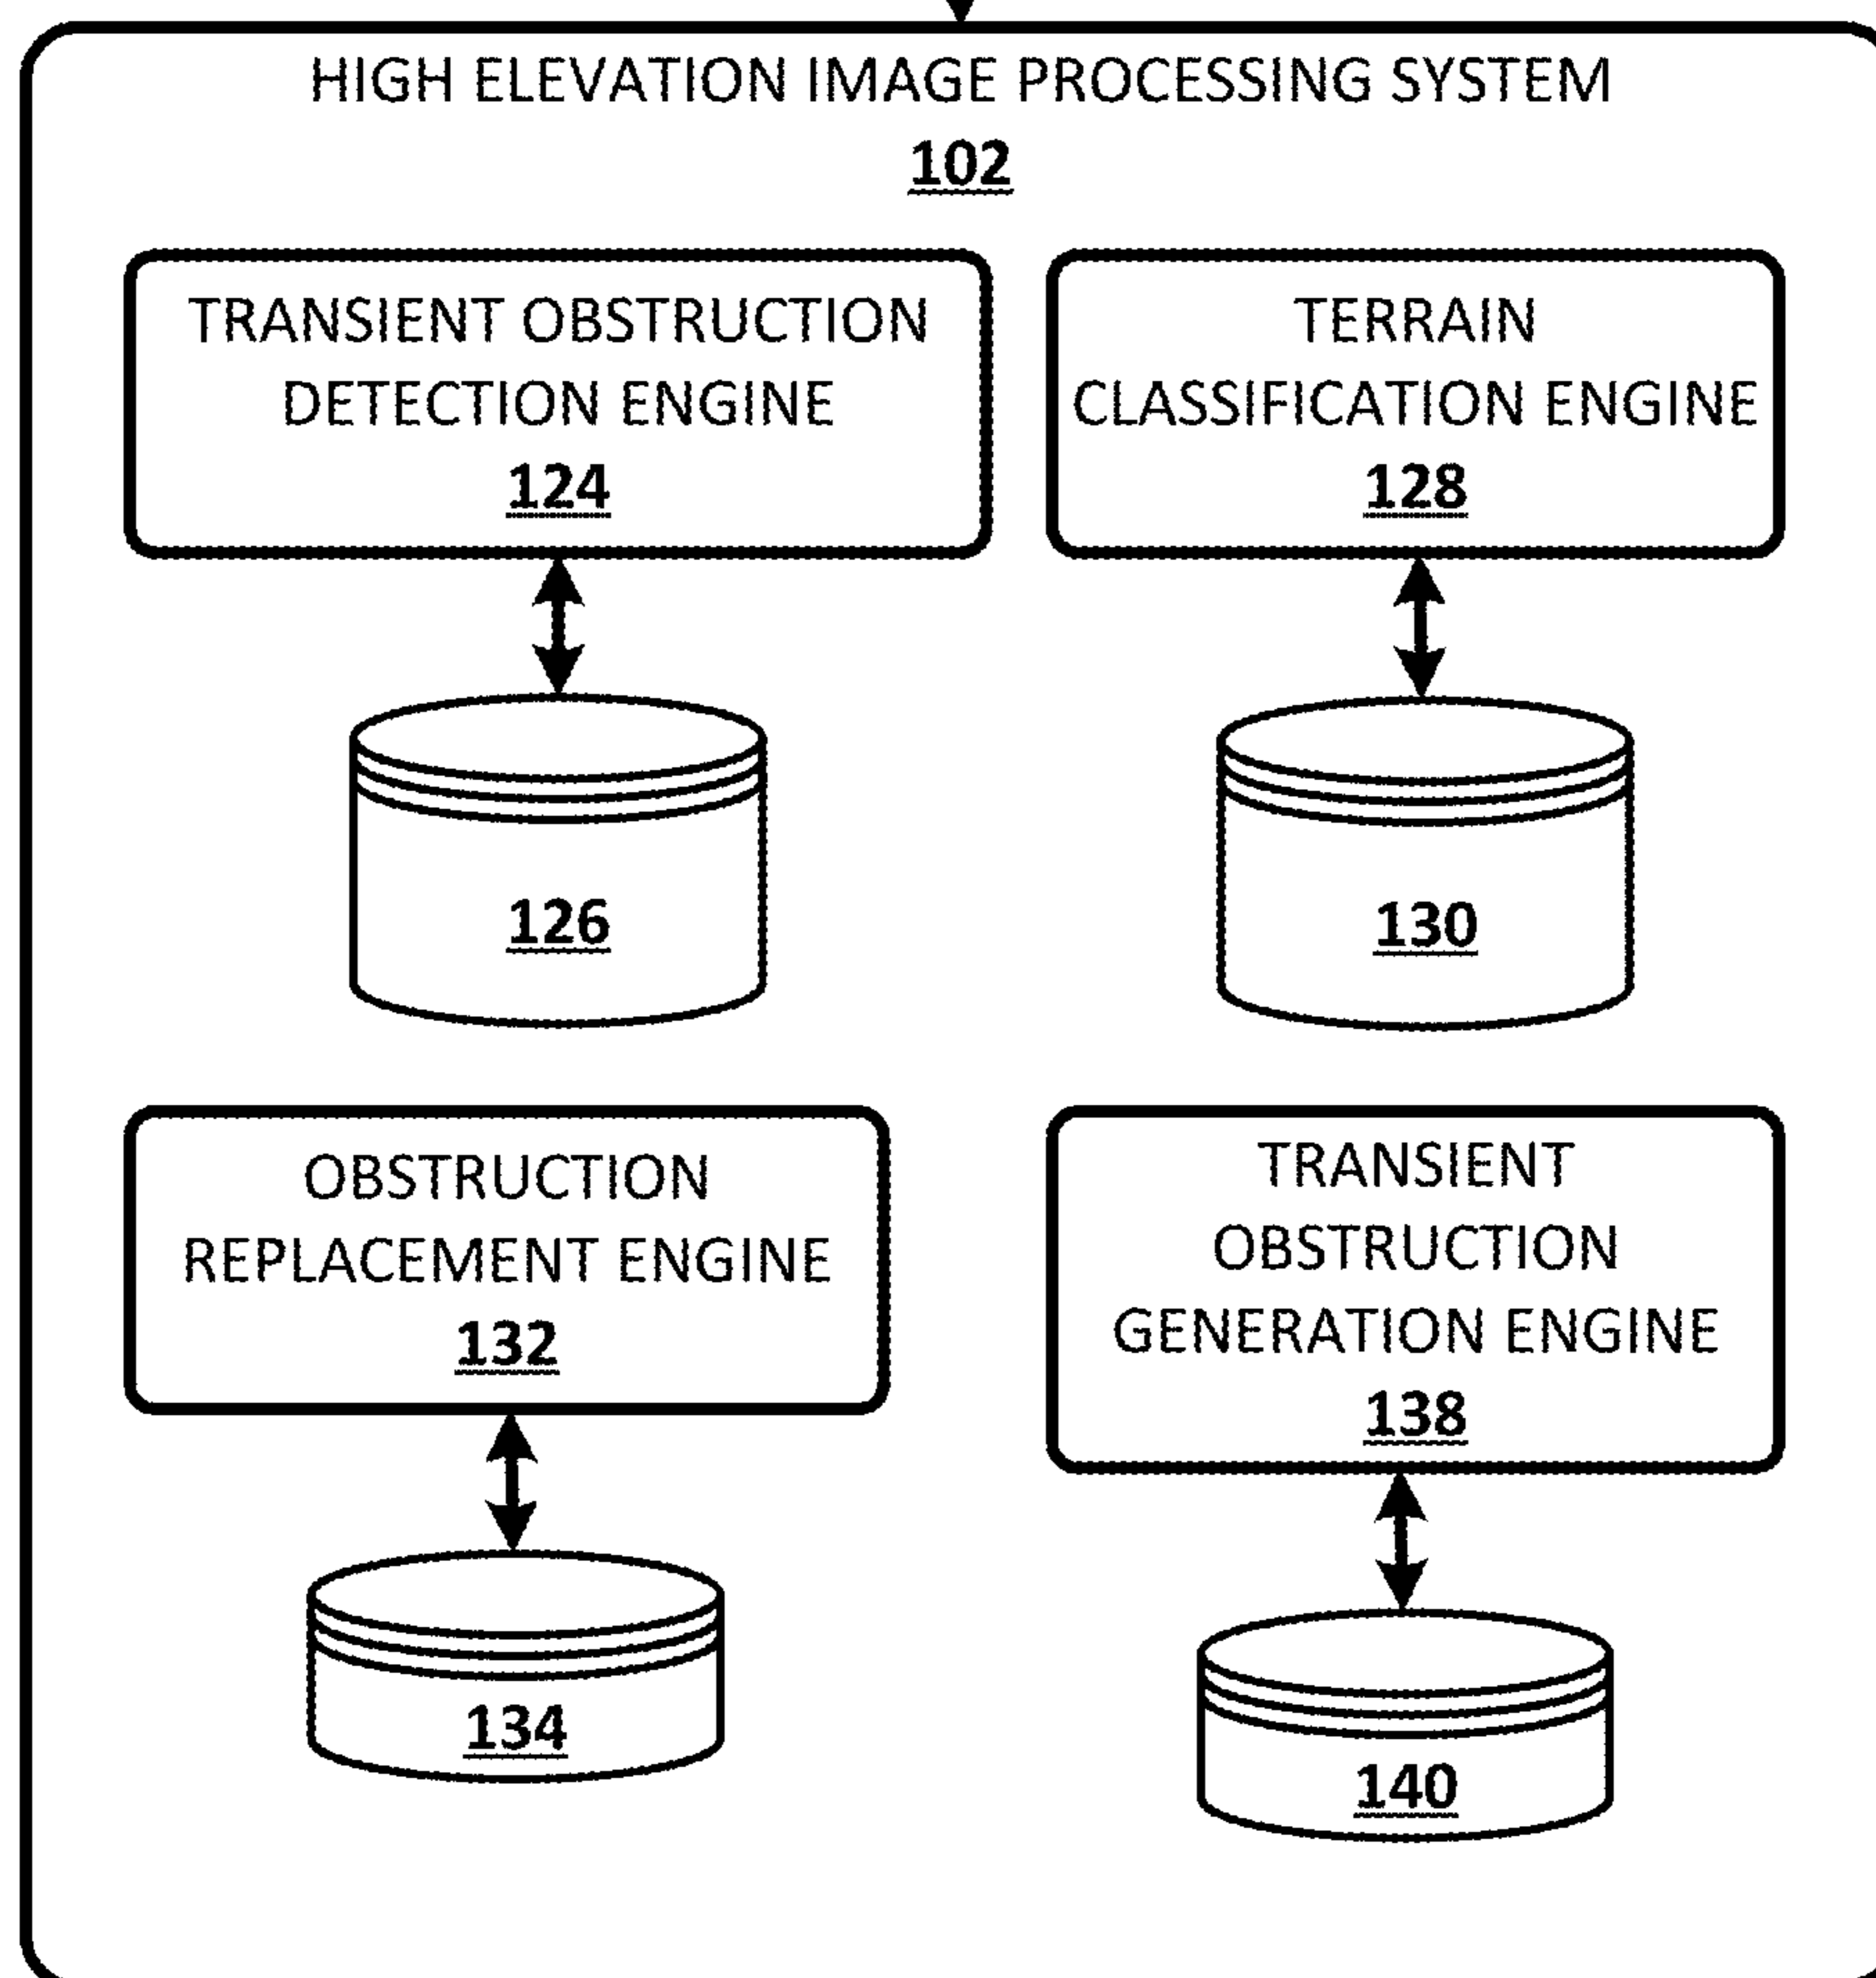 HIGH ELEVATION IMAGE PROCESSING SYSTEM
102
TRANSIENT OBSTRUCTION
DETECTION ENGINE
124
TERRAIN
CLASSIFICATION ENGINE
128
126
130
OBSTRUCTION
REPLACEMENT ENGINE
132
TRANSIENT
OBSTRUCTION
GENERATION ENGINE
138
134
140